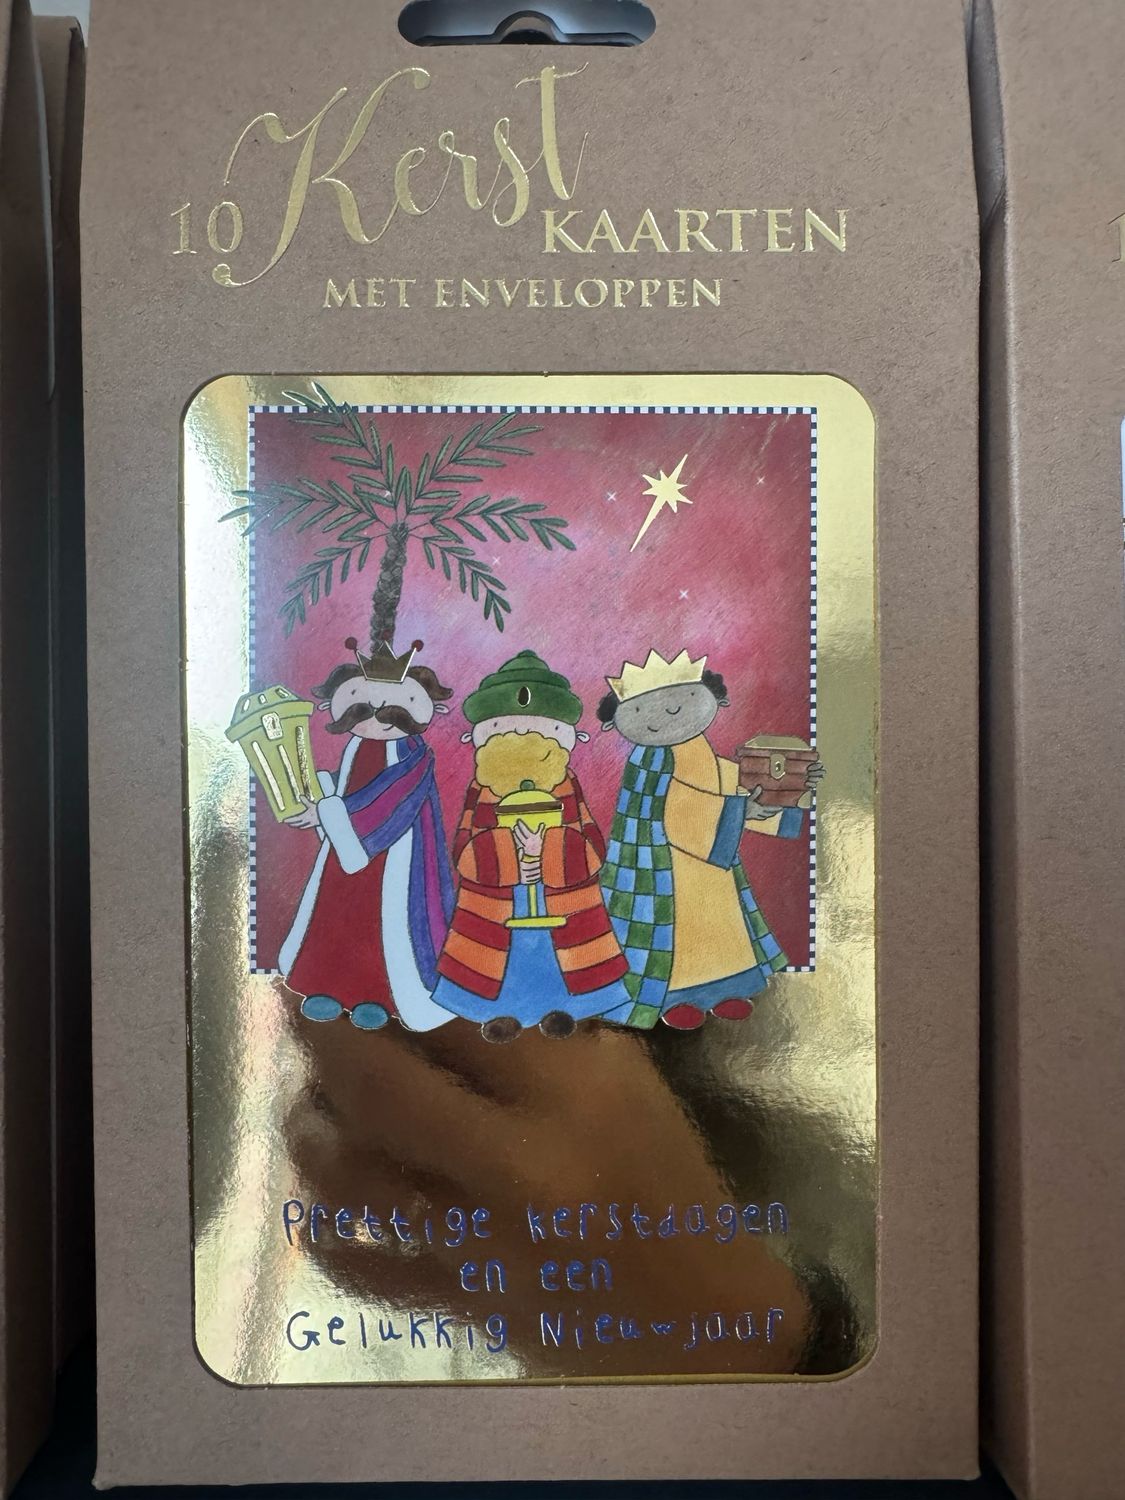 10 Kerst
KAARTEN
MET ENVELOPPEN
Prettige kerstdagen
en een
Gelukkig Nieuwjaar